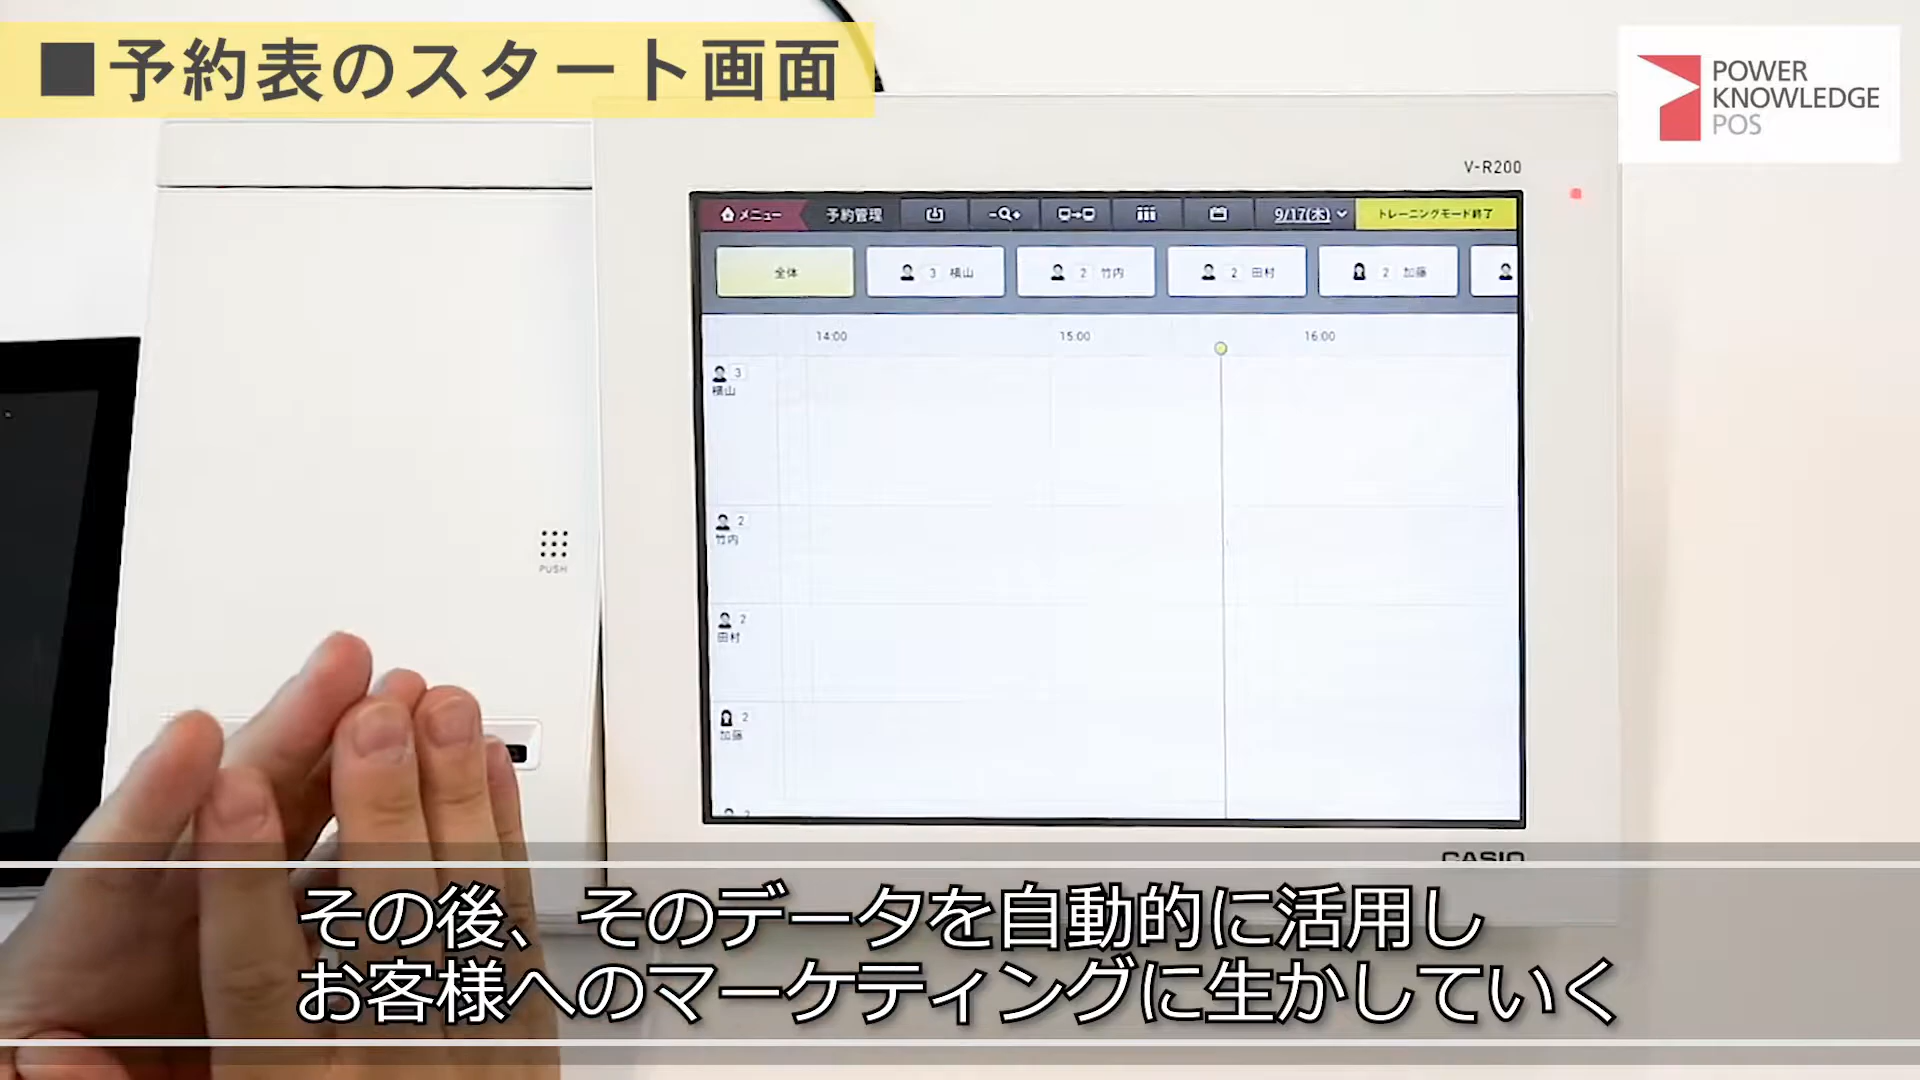 ■予約表のスタート画面
POWER
KNOWLEDGE
POS
V-R200
メニュー 予約管理 9/17(木) トレーニングモード終了
全体 3 横山 2 竹内 2 田村 2 加藤
14:00 15:00 16:00
3
横山
2
竹内
PUSH
2
田村
2
加藤
2
CASIO
その後、そのデータを自動的に活用し
お客様へのマーケティングに生かしていく